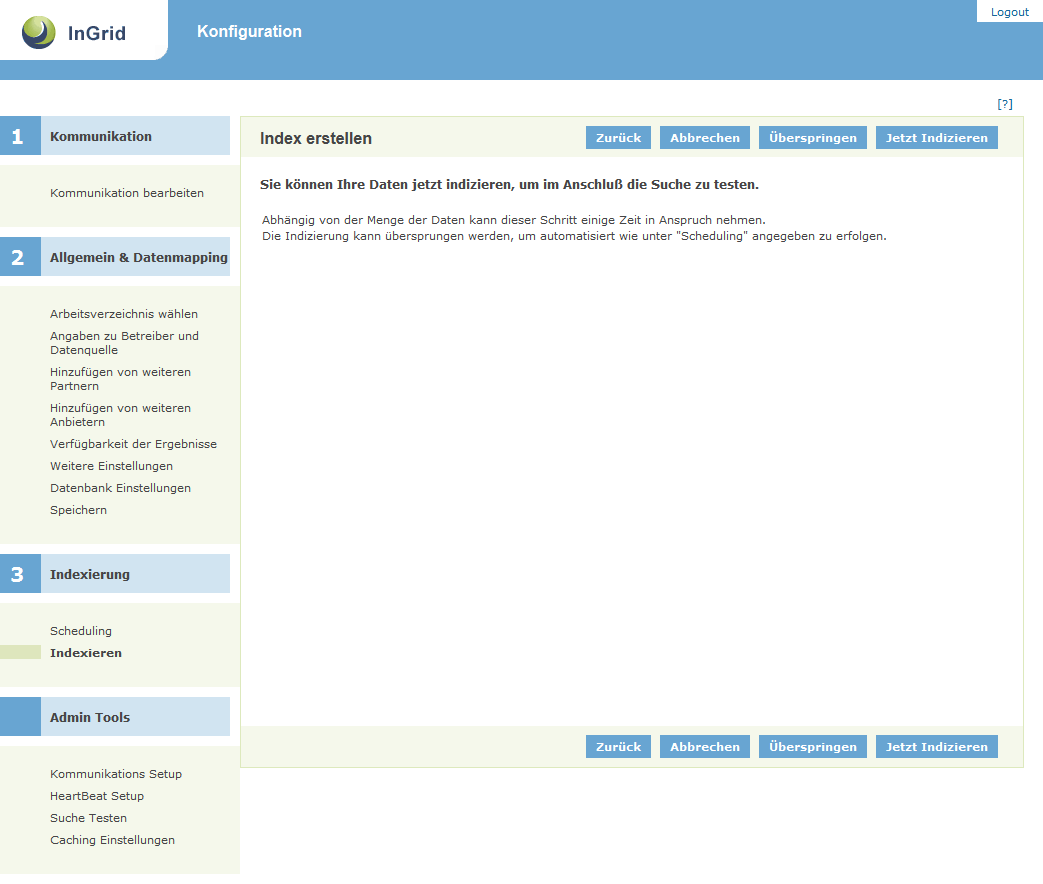 InGrid
Konfiguration
Logout
[?]
1 Kommunikation
Kommunikation bearbeiten
2 Allgemein & Datenmapping
Arbeitsverzeichnis wählen
Angaben zu Betreiber und
Datenquelle
Hinzufügen von weiteren
Partnern
Hinzufügen von weiteren
Anbietern
Verfügbarkeit der Ergebnisse
Weitere Einstellungen
Datenbank Einstellungen
Speichern
3 Indexierung
Scheduling
Indexieren
Admin Tools
Kommunikations Setup
HeartBeat Setup
Suche Testen
Caching Einstellungen
Index erstellen
Zurück Abbrechen Überspringen Jetzt Indizieren
Sie können Ihre Daten jetzt indizieren, um im Anschluß die Suche zu testen.
Abhängig von der Menge der Daten kann dieser Schritt einige Zeit in Anspruch nehmen.
Die Indizierung kann übersprungen werden, um automatisiert wie unter "Scheduling" angegeben zu erfolgen.
Zurück Abbrechen Überspringen Jetzt Indizieren